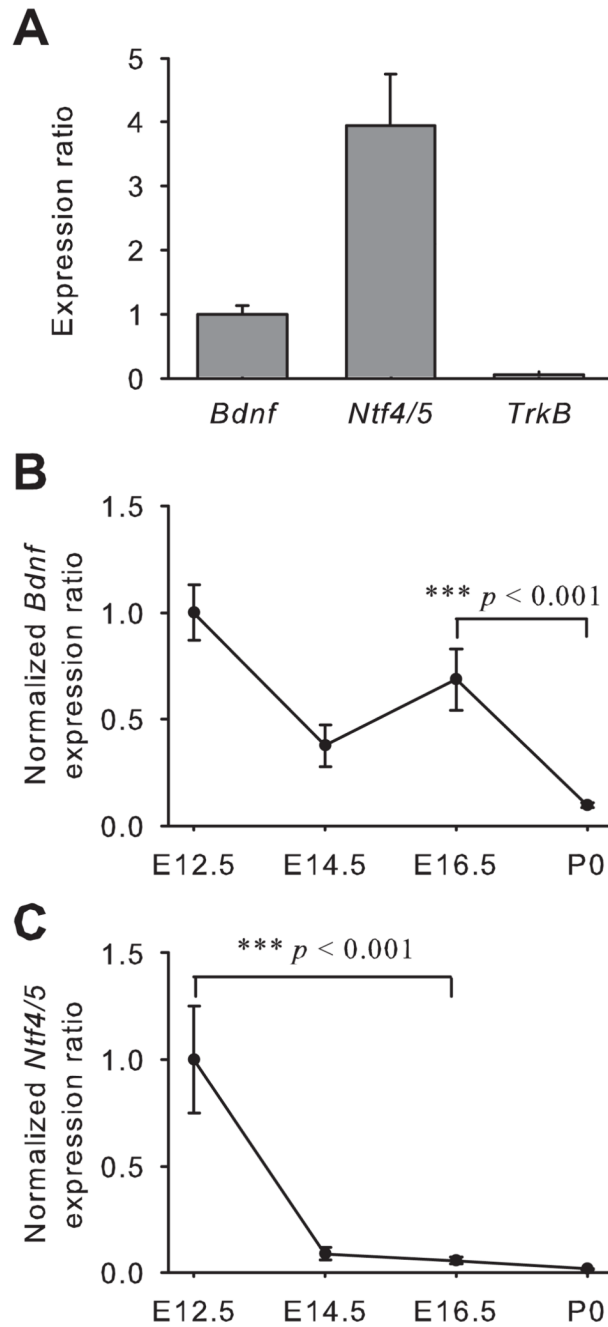 A
Expression ratio
5
4
3
2
1
0
Bdnf Ntf4/5 TrkB
B
Normalized Bdnf
expression ratio
1.5
1.0
0.5
0.0
*** p < 0.001
E12.5 E14.5 E16.5 P0
C
Normalized Ntf4/5
expression ratio
1.5
1.0
0.5
0.0
*** p < 0.001
E12.5 E14.5 E16.5 P0